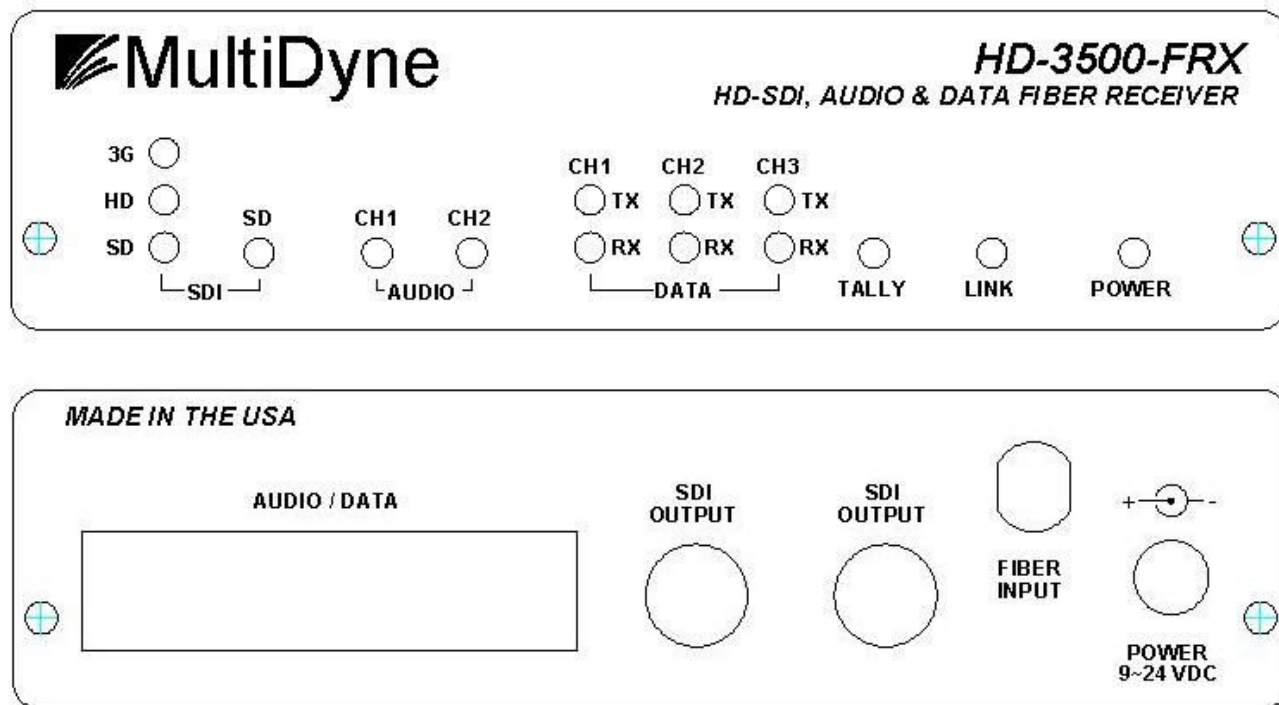 MultiDyne
HD-3500-FRX
HD-SDI, AUDIO & DATA FIBER RECEIVER
3G
HD
SD
SD
SDI
CH1 CH2
AUDIO
CH1 CH2 CH3
TX TX TX
RX RX RX
DATA
TALLY
LINK
POWER
MADE IN THE USA
AUDIO / DATA
SDI
OUTPUT
SDI
OUTPUT
FIBER
INPUT
+ -
POWER
9~24 VDC